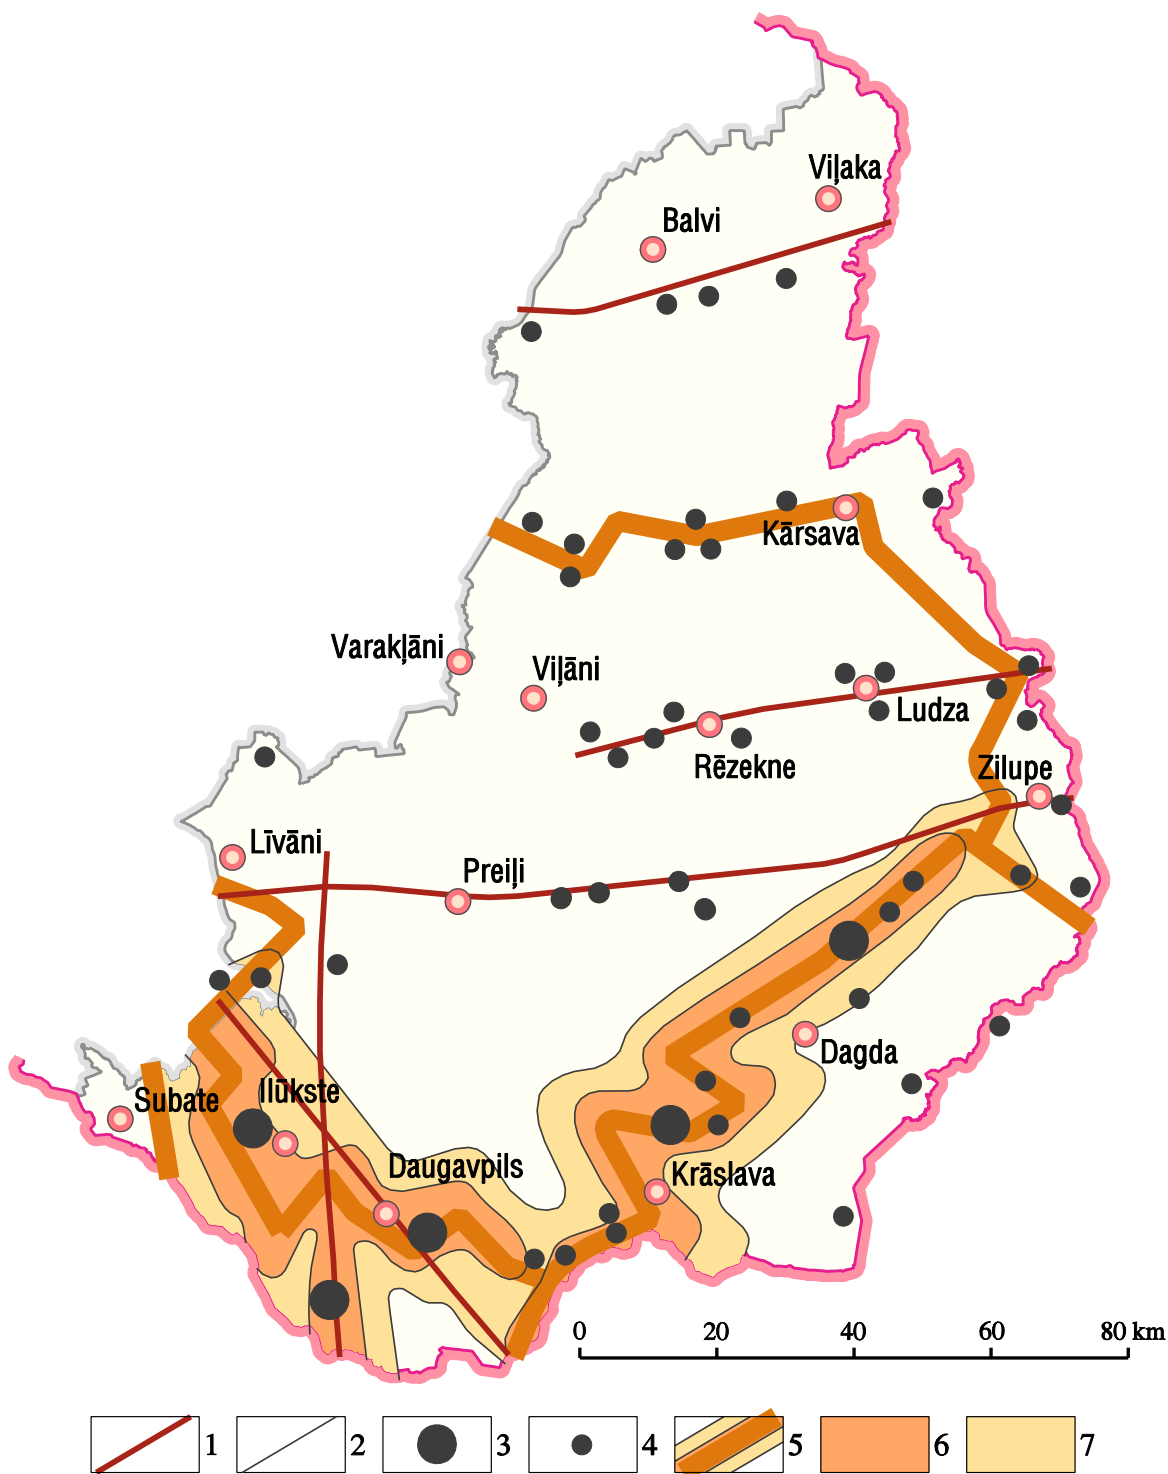 Viļaka
Balvi
Kārsava
Varakļāni
Viļāni
Ludza
Rēzekne
Zilupe
Līvāni
Preiļi
Dagda
Subate
Ilūkste
Daugavpils
Krāslava
0 20 40 60 80 km
1 2 3 4 5 6 7